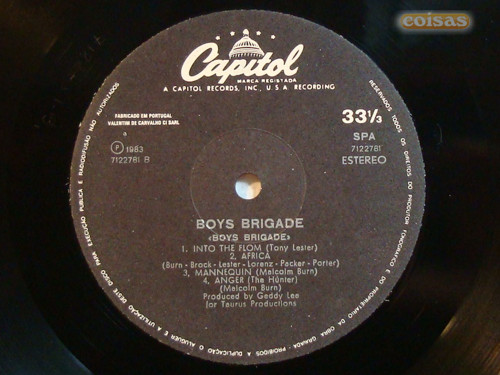 coisas
Capitol
MARCA REGISTADA
A CAPITOL RECORDS, INC., U.S.A. RECORDING
FABRICADO EM PORTUGAL
VALENTIM DE CARVALHO CI SARL
33⅓
SPA
7122761
ESTEREO
Ⓟ 1983
7122761 B
BOYS BRIGADE
«BOYS BRIGADE»
1. INTO THE FLOM (Tony Lester)
2. AFRICA
(Burn - Brock - Lester - Lorenz - Packer - Porter)
3. MANNEQUIN (Malcolm Burn)
4. ANGER (The Hünter)
(Malcolm Burn)
Produced by Geddy Lee
for Taurus Productions
RESERVADOS TODOS OS DIREITOS DO PRODUTOR FONOGRÁFICO E DO PROPRIETÁRIO DA OBRA GRAVADA - PROIBIDOS A DUPLICAÇÃO O ALUGUER E A UTILIZAÇÃO DESTE DISCO PARA EXECUÇÃO PÚBLICA E RADIODIFUSÃO NÃO AUTORIZADOS